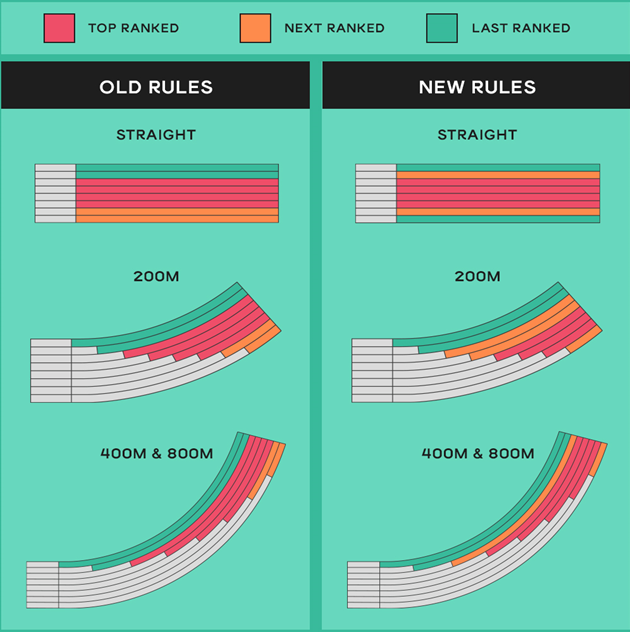 TOP RANKED
NEXT RANKED
LAST RANKED
OLD RULES
STRAIGHT
200M
400M & 800M
NEW RULES
STRAIGHT
200M
400M & 800M